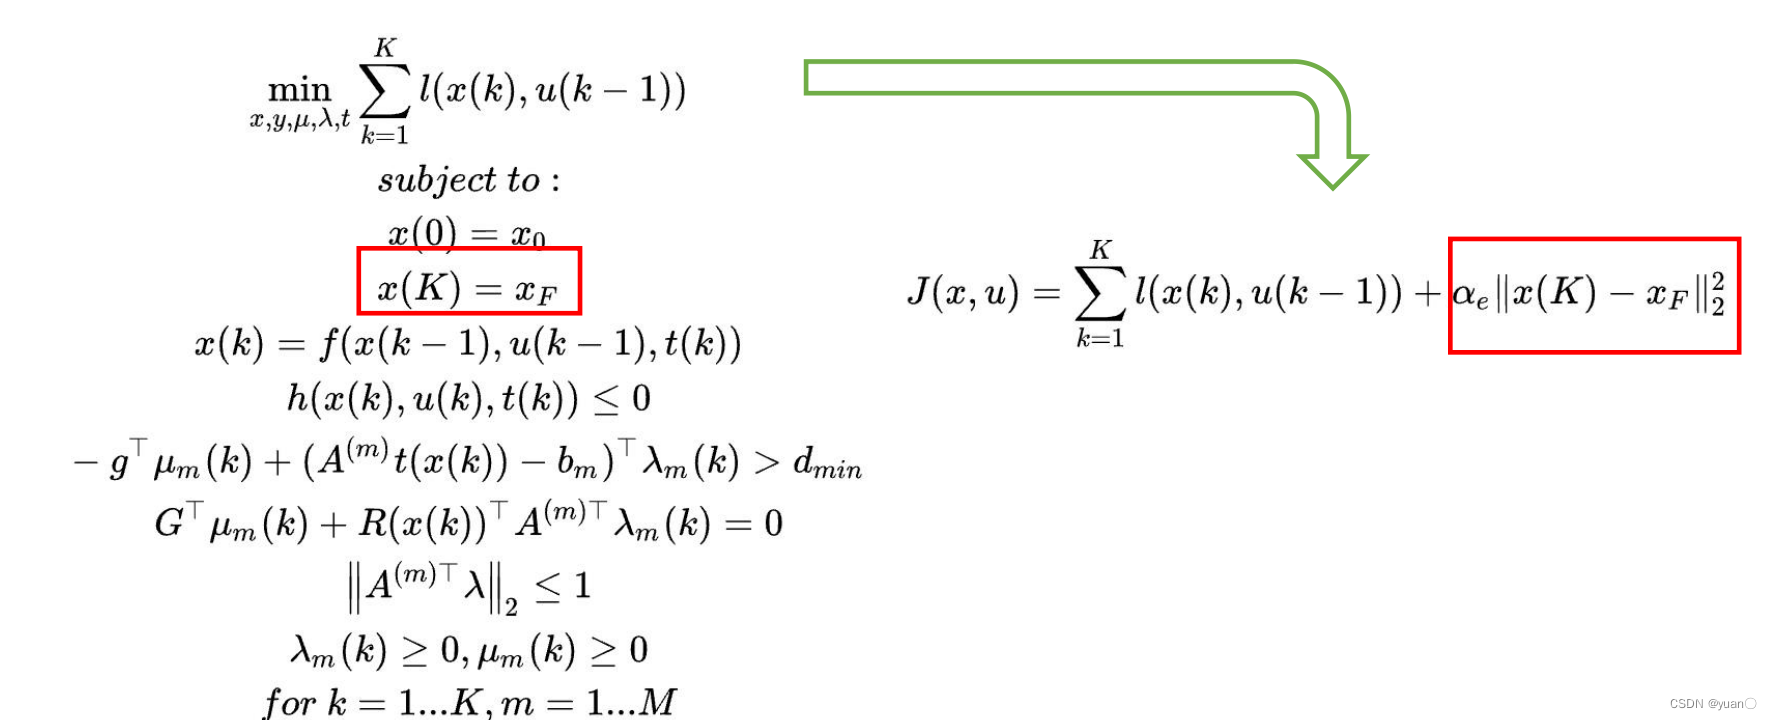 \min_{x,y,\mu,\lambda,t} \sum_{k=1}^{K} l(x(k), u(k-1))
subject to :
x(0) = x_0
x(K) = x_F
x(k) = f(x(k-1), u(k-1), t(k))
h(x(k), u(k), t(k)) \leq 0
-g^{\top} \mu_m(k) + (A^{(m)} t(x(k)) - b_m)^{\top} \lambda_m(k) > d_{min}
G^{\top} \mu_m(k) + R(x(k))^{\top} A^{(m)\top} \lambda_m(k) = 0
\left\| A^{(m)\top} \lambda \right\|_2 \leq 1
\lambda_m(k) \geq 0, \mu_m(k) \geq 0
for k = 1...K, m = 1...M
J(x, u) = \sum_{k=1}^{K} l(x(k), u(k-1)) + \alpha_e \| x(K) - x_F \|_2^2
CSDN @yuan〇